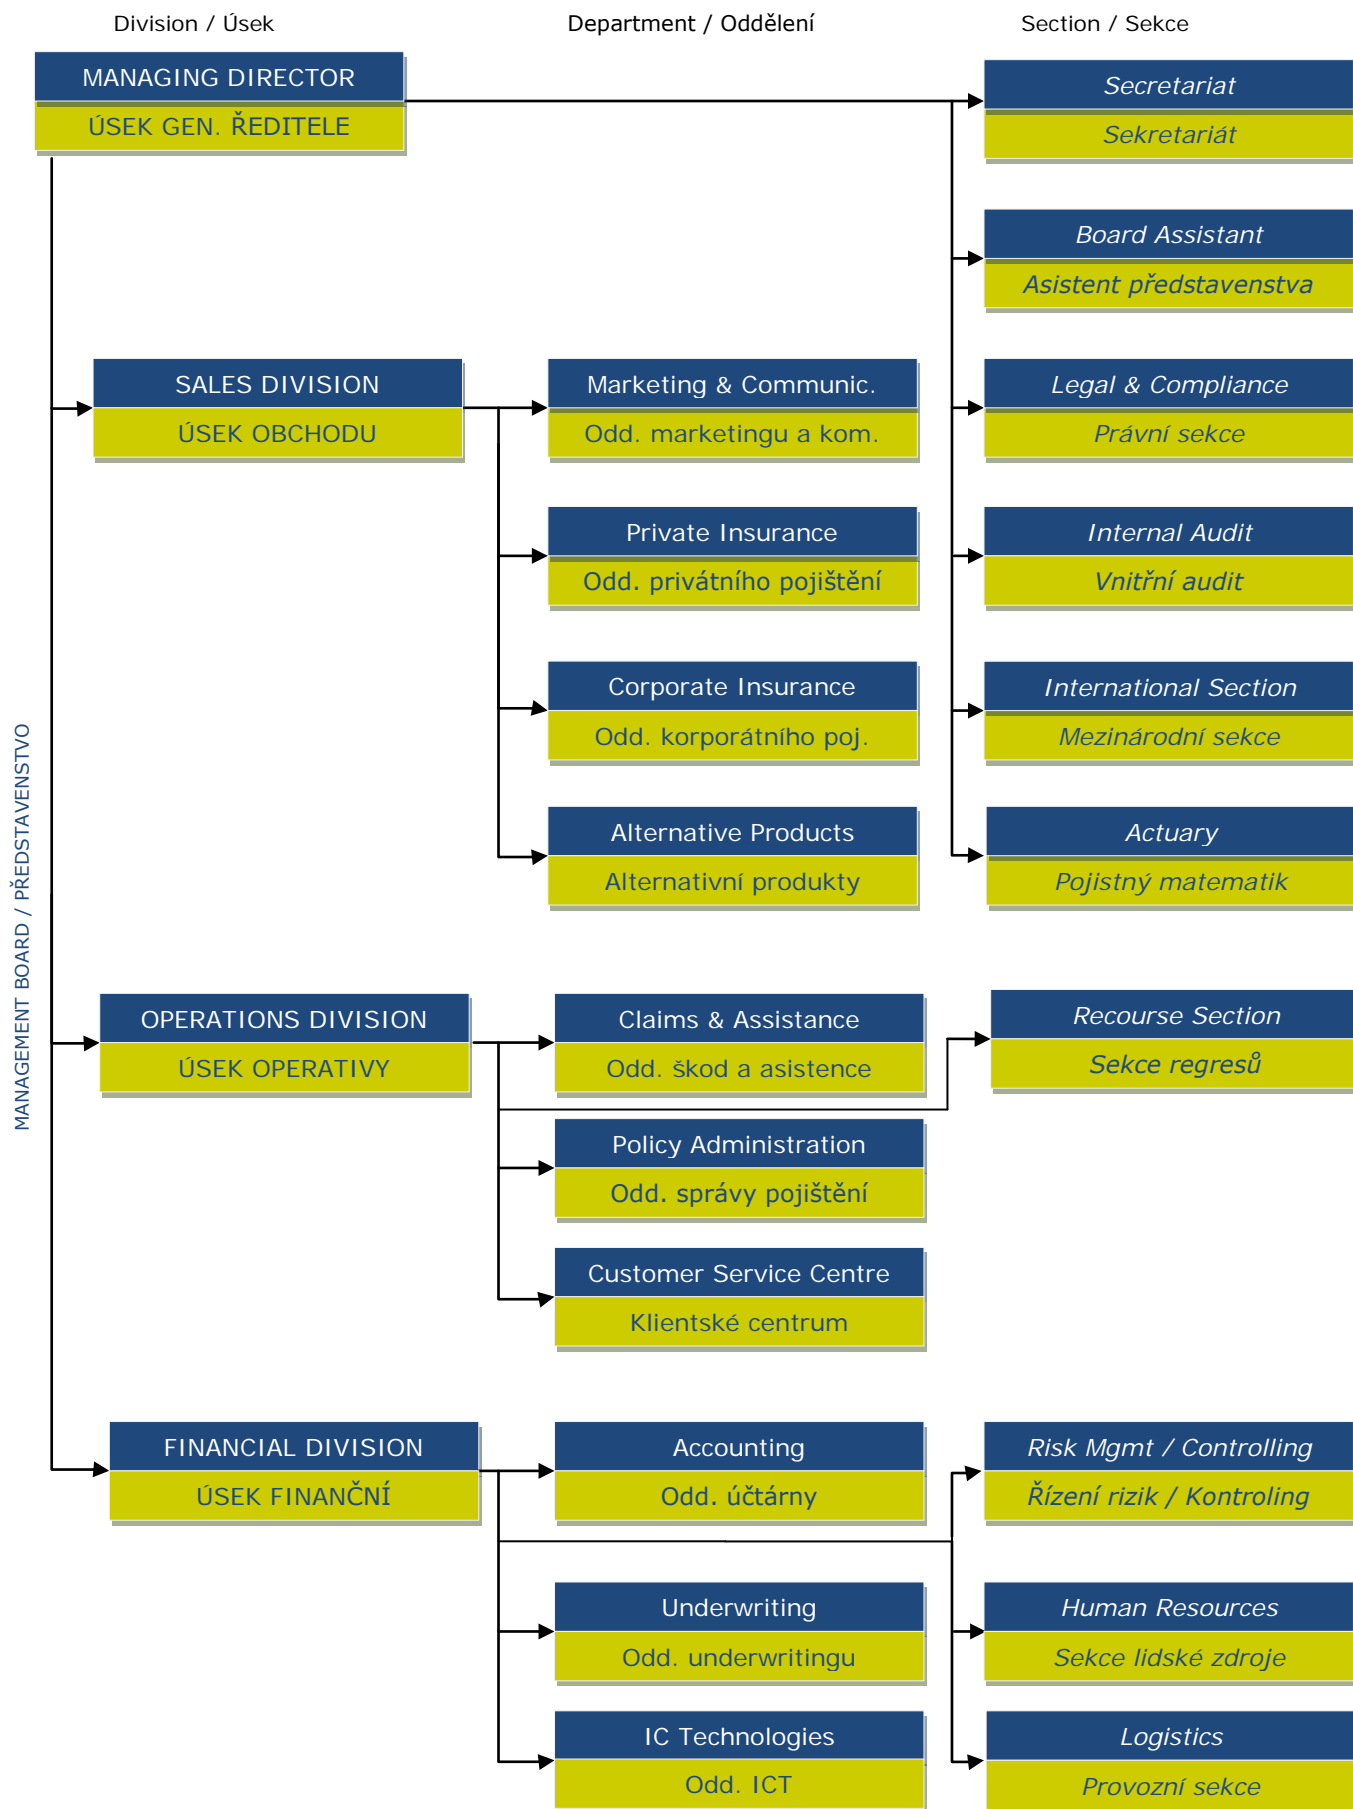 Division / Úsek
Department / Oddělení
Section / Sekce
MANAGING DIRECTOR
ÚSEK GEN. ŘEDITELE
Secretariat
Sekretariát
Board Assistant
Asistent představenstva
SALES DIVISION
ÚSEK OBCHODU
Marketing & Communic.
Odd. marketingu a kom.
Legal & Compliance
Právní sekce
Private Insurance
Odd. privátního pojištění
Internal Audit
Vnitřní audit
Corporate Insurance
Odd. korporátního poj.
International Section
Mezinárodní sekce
MANAGEMENT BOARD / PŘEDSTAVENSTVO
Alternative Products
Alternativní produkty
Actuary
Pojistný matematik
OPERATIONS DIVISION
ÚSEK OPERATIVY
Claims & Assistance
Odd. škod a asistence
Recourse Section
Sekce regresů
Policy Administration
Odd. správy pojištění
Customer Service Centre
Klientské centrum
FINANCIAL DIVISION
ÚSEK FINANČNÍ
Accounting
Odd. účtárny
Risk Mgmt / Controlling
Řízení rizik / Kontroling
Underwriting
Odd. underwritingu
Human Resources
Sekce lidské zdroje
IC Technologies
Odd. ICT
Logistics
Provozní sekce